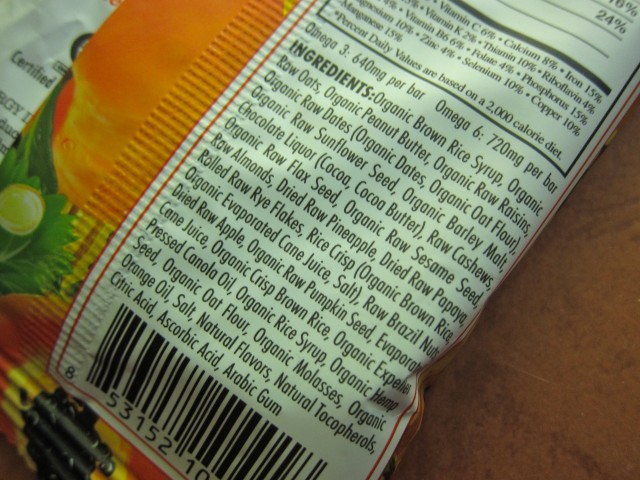 16%
24%
Vitamin C 6% • Calcium 8% • Iron 15%
Vitamin K 2% • Thiamin 10% • Riboflavin 4%
Vitamin B6 6% • Folate 4% • Phosphorus 15%
Magnesium 10% • Zinc 4% • Selenium 10% • Copper 10%
Manganese 15%
*Percent Daily Values are based on a 2,000 calorie diet.
Omega 3: 640mg per bar Omega 6: 720mg per bar
INGREDIENTS: Organic Brown Rice Syrup, Organic
Raw Oats, Organic Peanut Butter, Organic Raw Raisins,
Organic Raw Dates (Organic Dates, Organic Oat Flour),
Organic Raw Sunflower Seed, Organic Barley Malt,
Chocolate Liquor (Cocoa, Cocoa Butter), Raw Cashews,
Organic Raw Flax Seed, Organic Raw Sesame Seed,
Raw Almonds, Dried Raw Pineapple, Dried Raw Papaya,
Rolled Raw Rye Flakes, Rice Crisp (Organic Brown Rice,
Organic Evaporated Cane Juice, Salt), Raw Brazil Nuts,
Dried Raw Apple, Organic Raw Pumpkin Seed, Evaporated
Cane Juice, Organic Crisp Brown Rice, Organic Expeller
Pressed Canola Oil, Organic Rice Syrup, Organic Hemp
Seed, Organic Oat Flour, Organic Molasses, Organic
Orange Oil, Salt, Natural Flavors, Natural Tocopherols,
Citric Acid, Ascorbic Acid, Arabic Gum
8 53152 10
Certified